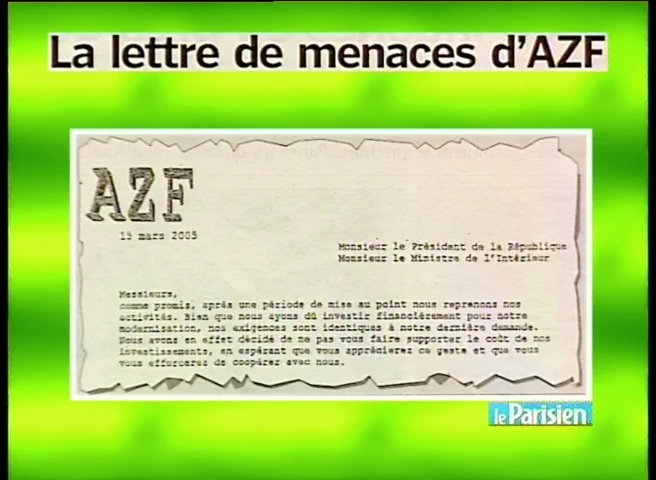 La lettre de menaces d'AZF
AZF
15 mars 2005
Monsieur le Président de la République
Monsieur le Ministre de l'Intérieur
Messieurs,
comme promis, après une période de mise au point nous reprenons nos
activités. Bien que nous ayons dû investir financièrement pour notre
modernisation, nos exigences sont identiques à notre dernière demande.
Nous avons en effet décidé de ne pas vous faire supporter le coût de nos
investissements, en espérant que vous apprécierez ce geste et que vous
vous efforcerez de coopérer avec nous.
le Parisien